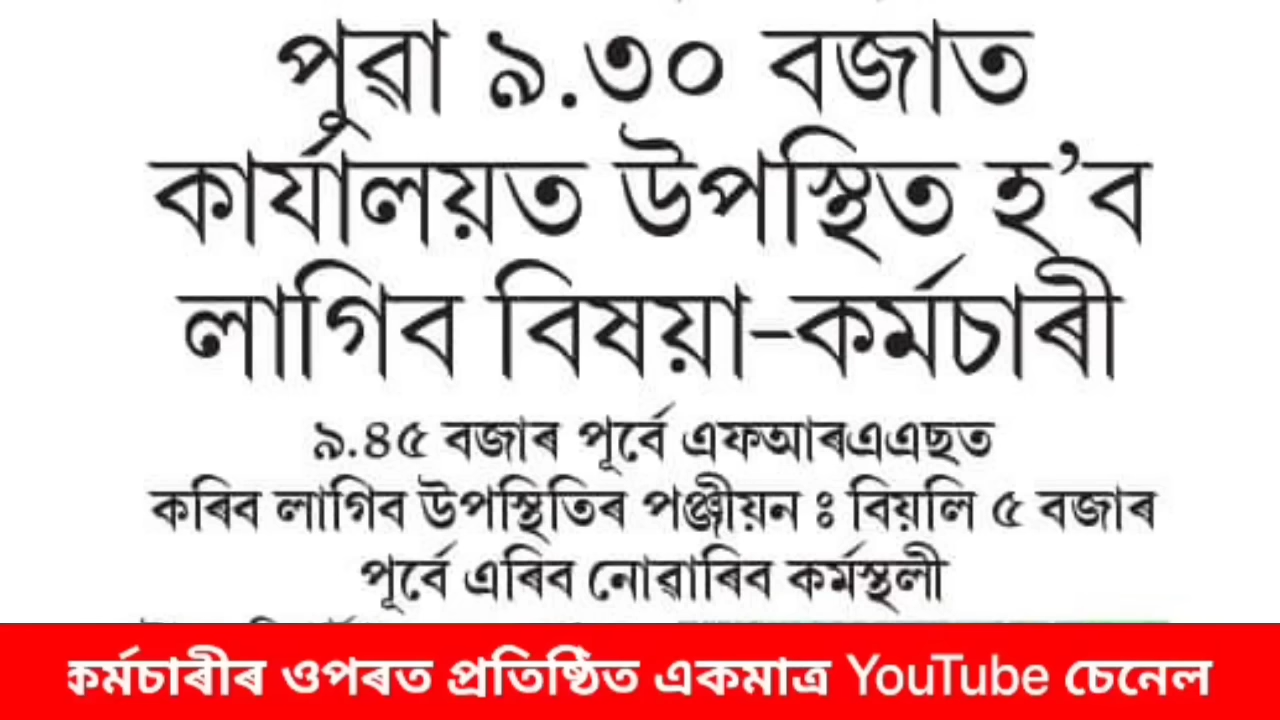 পুৱা ৯.৩০ বজাত
কাৰ্যালয়ত উপস্থিত হ’ব
লাগিব বিষয়া-কৰ্মচাৰী
৯.৪৫ বজাৰ পূৰ্বে এফআৰএএছত
কৰিব লাগিব উপস্থিতিৰ পঞ্জীয়ন ঃ বিয়লি ৫ বজাৰ
পূৰ্বে এৰিব নোৱাৰিব কৰ্মস্থলী
কৰ্মচাৰীৰ ওপৰত প্ৰতিষ্ঠিত একমাত্ৰ YouTube চেনেল